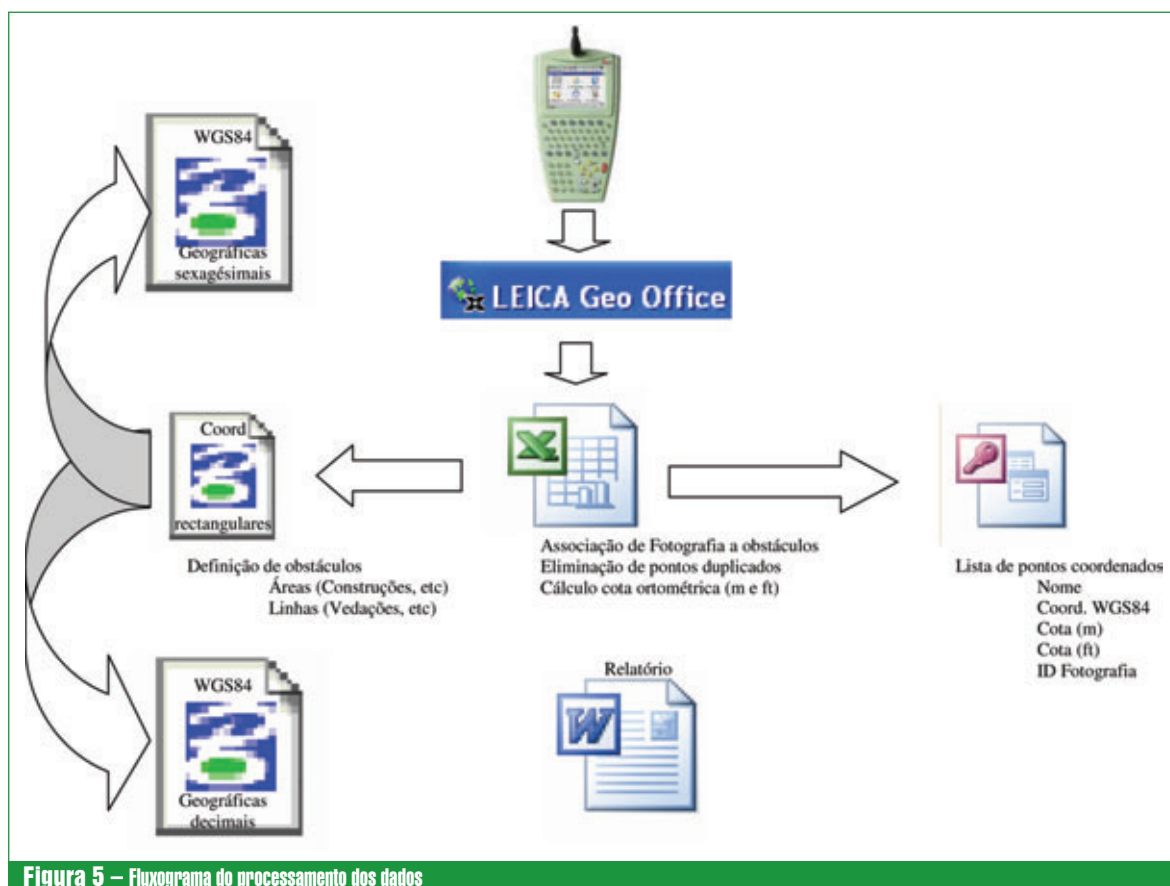 WGS84
Geográficas
sexagésimais
LEICA Geo Office
Coord
rectangulares
Definição de obstáculos
Áreas (Construções, etc)
Linhas (Vedações, etc)
Associação de Fotografia a obstáculos
Eliminação de pontos duplicados
Cálculo cota ortométrica (m e ft)
Lista de pontos coordenados
Nome
Coord. WGS84
Cota (m)
Cota (ft)
ID Fotografia
WGS84
Geográficas
decimais
Relatório
W
Figura 5 – Fluxograma do processamento dos dados